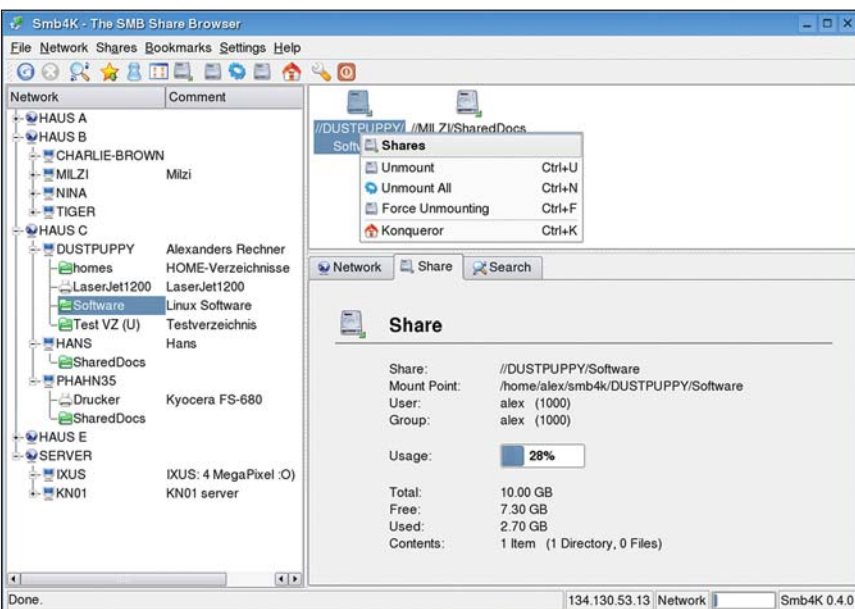 Smb4K - The SMB Share Browser
File Network Shares Bookmarks Settings Help
Network Comment
HAUS A
HAUS B
CHARLIE-BROWN
MILZI Milzi
NINA
TIGER
HAUS C
DUSTPUPPY Alexanders Rechner
homes HOME-Verzeichnisse
LaserJet1200 LaserJet1200
Software Linux Software
Test VZ (U) Testverzeichnis
HANS Hans
SharedDocs
PHAHN35
Drucker Kyocera FS-680
SharedDocs
HAUS E
SERVER
IXUS IXUS: 4 MegaPixel :O)
KN01 KN01 server
//DUSTPUPPY/ //MILZI/SharedDocs
Shares
Unmount Ctrl+U
Unmount All Ctrl+N
Force Unmounting Ctrl+F
Konqueror Ctrl+K
Network Share Search
Share
Share: //DUSTPUPPY/Software
Mount Point: /home/alex/smb4k/DUSTPUPPY/Software
User: alex (1000)
Group: alex (1000)
Usage: 28%
Total: 10.00 GB
Free: 7.30 GB
Used: 2.70 GB
Contents: 1 Item (1 Directory, 0 Files)
Done. 134.130.53.13 Network Smb4K 0.4.0